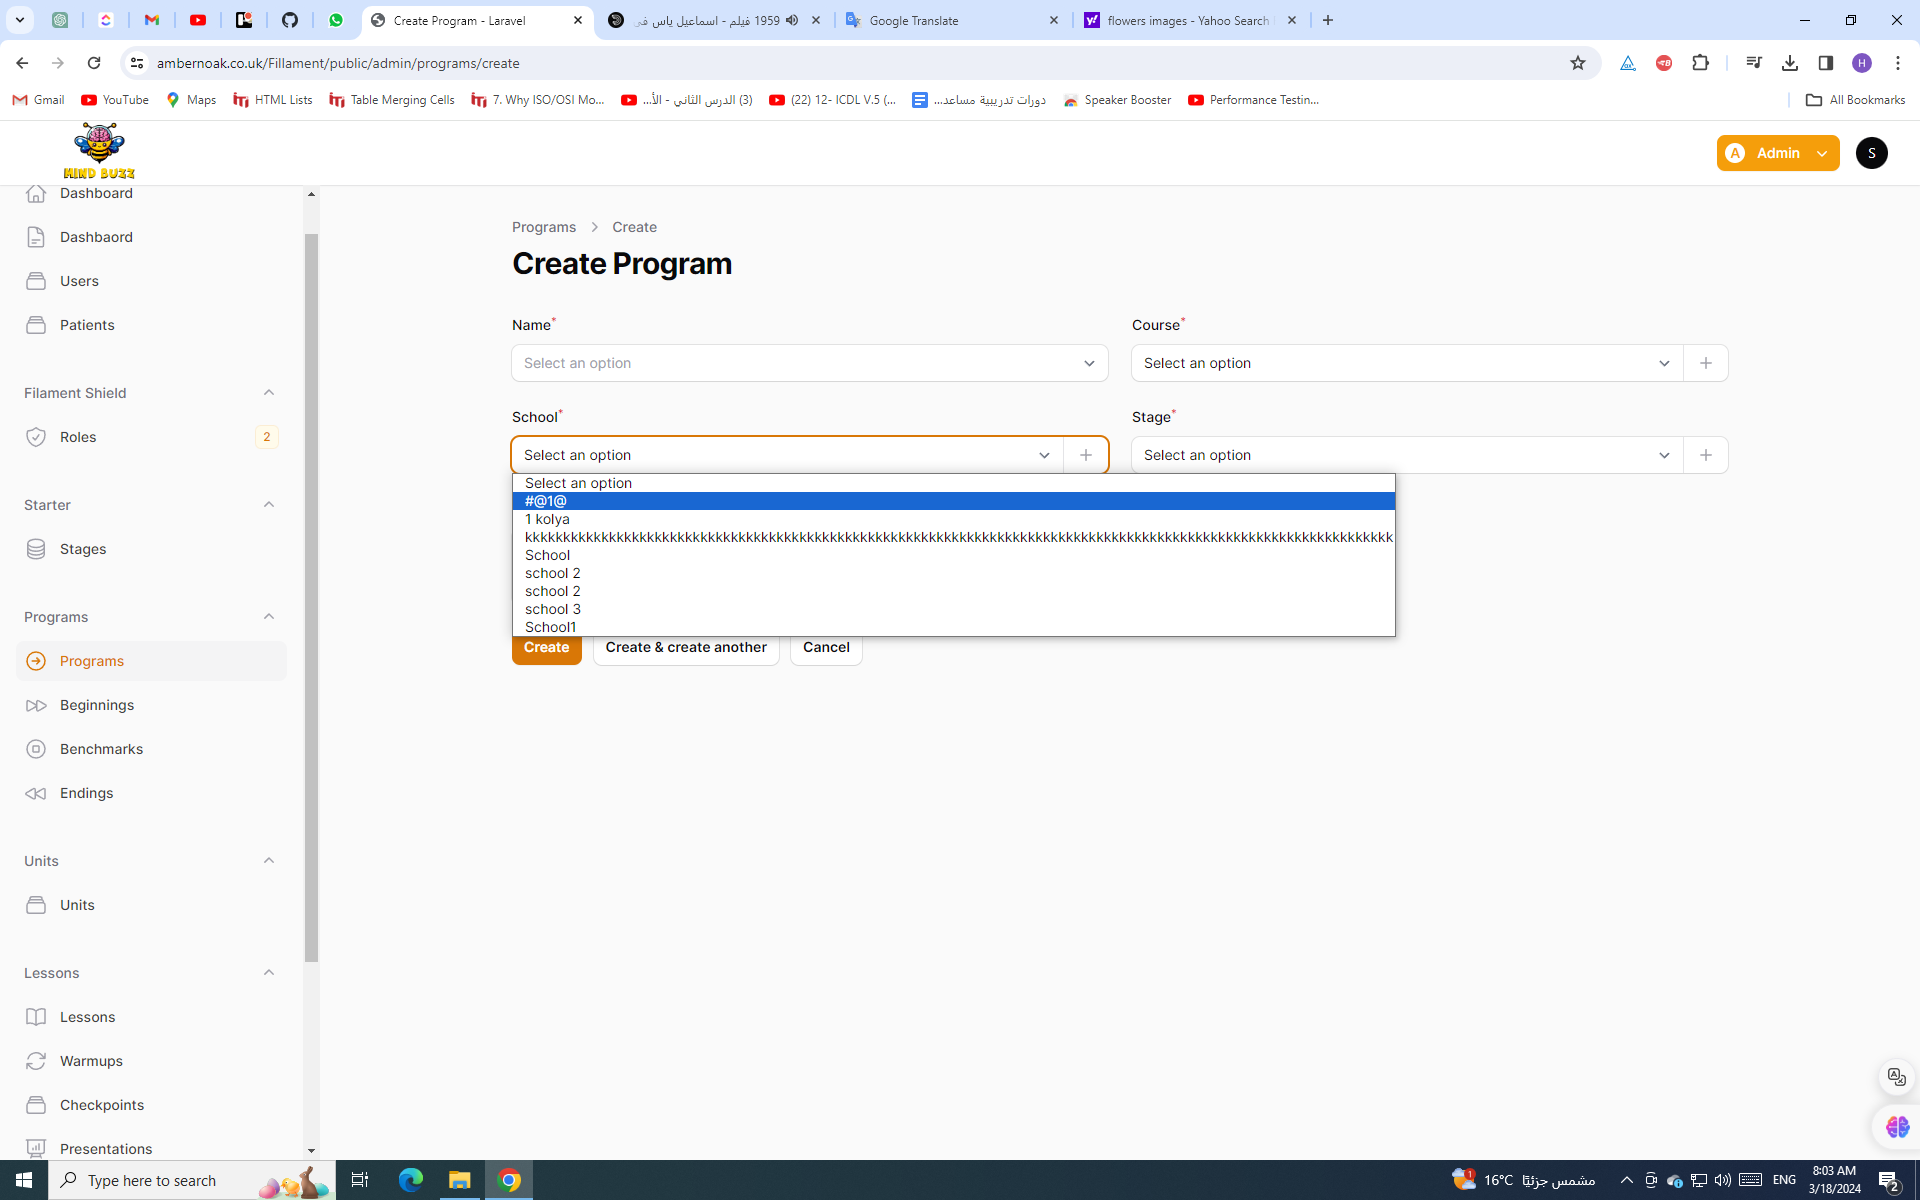 Create Program - Laravel
1959 فيلم - اسماعيل ياس في
Google Translate
flowers images - Yahoo Search
ambernoak.co.uk/Fillament/public/admin/programs/create
Gmail
YouTube
Maps
HTML Lists
Table Merging Cells
7. Why ISO/OSI Mo...
(3) الدرس الثاني - الأ...
(22) 12- ICDL V.5 (...
دورات تدريبية مساعد...
Speaker Booster
Performance Testin...
All Bookmarks
MIND BUZZ
A Admin
S
Dashboard
Dashbaord
Users
Patients
Filament Shield
Roles 2
Starter
Stages
Programs
Programs
Beginnings
Benchmarks
Endings
Units
Units
Lessons
Lessons
Warmups
Checkpoints
Presentations
Programs > Create
Create Program
Name*
Select an option
Course*
Select an option
School*
Select an option
Stage*
Select an option
Select an option
#@1@
1 kolya
School
school 2
school 2
school 3
School1
Create
Create & create another
Cancel
Type here to search
1
16°C مشمس جزئيًا
ENG
8:03 AM
3/18/2024
2